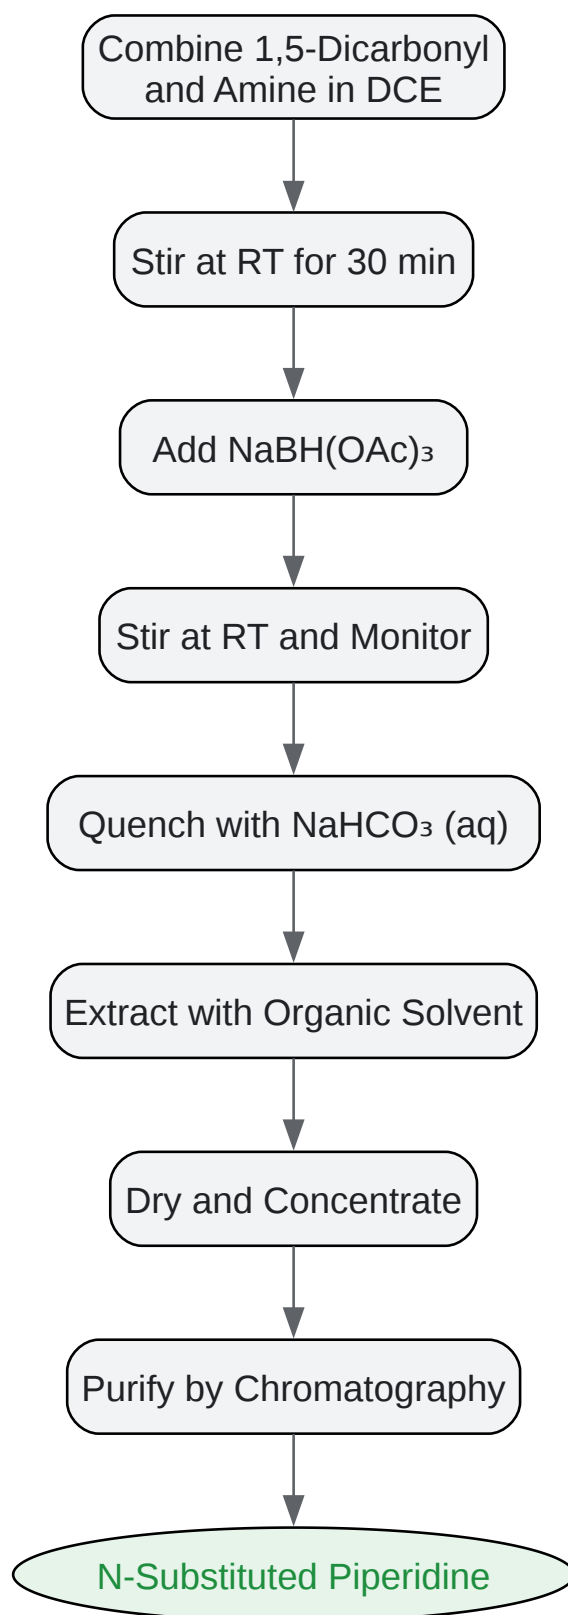 Combine 1,5-Dicarbonyl
and Amine in DCE
Stir at RT for 30 min
Add NaBH(OAc)₃
Stir at RT and Monitor
Quench with NaHCO₃ (aq)
Extract with Organic Solvent
Dry and Concentrate
Purify by Chromatography
N-Substituted Piperidine